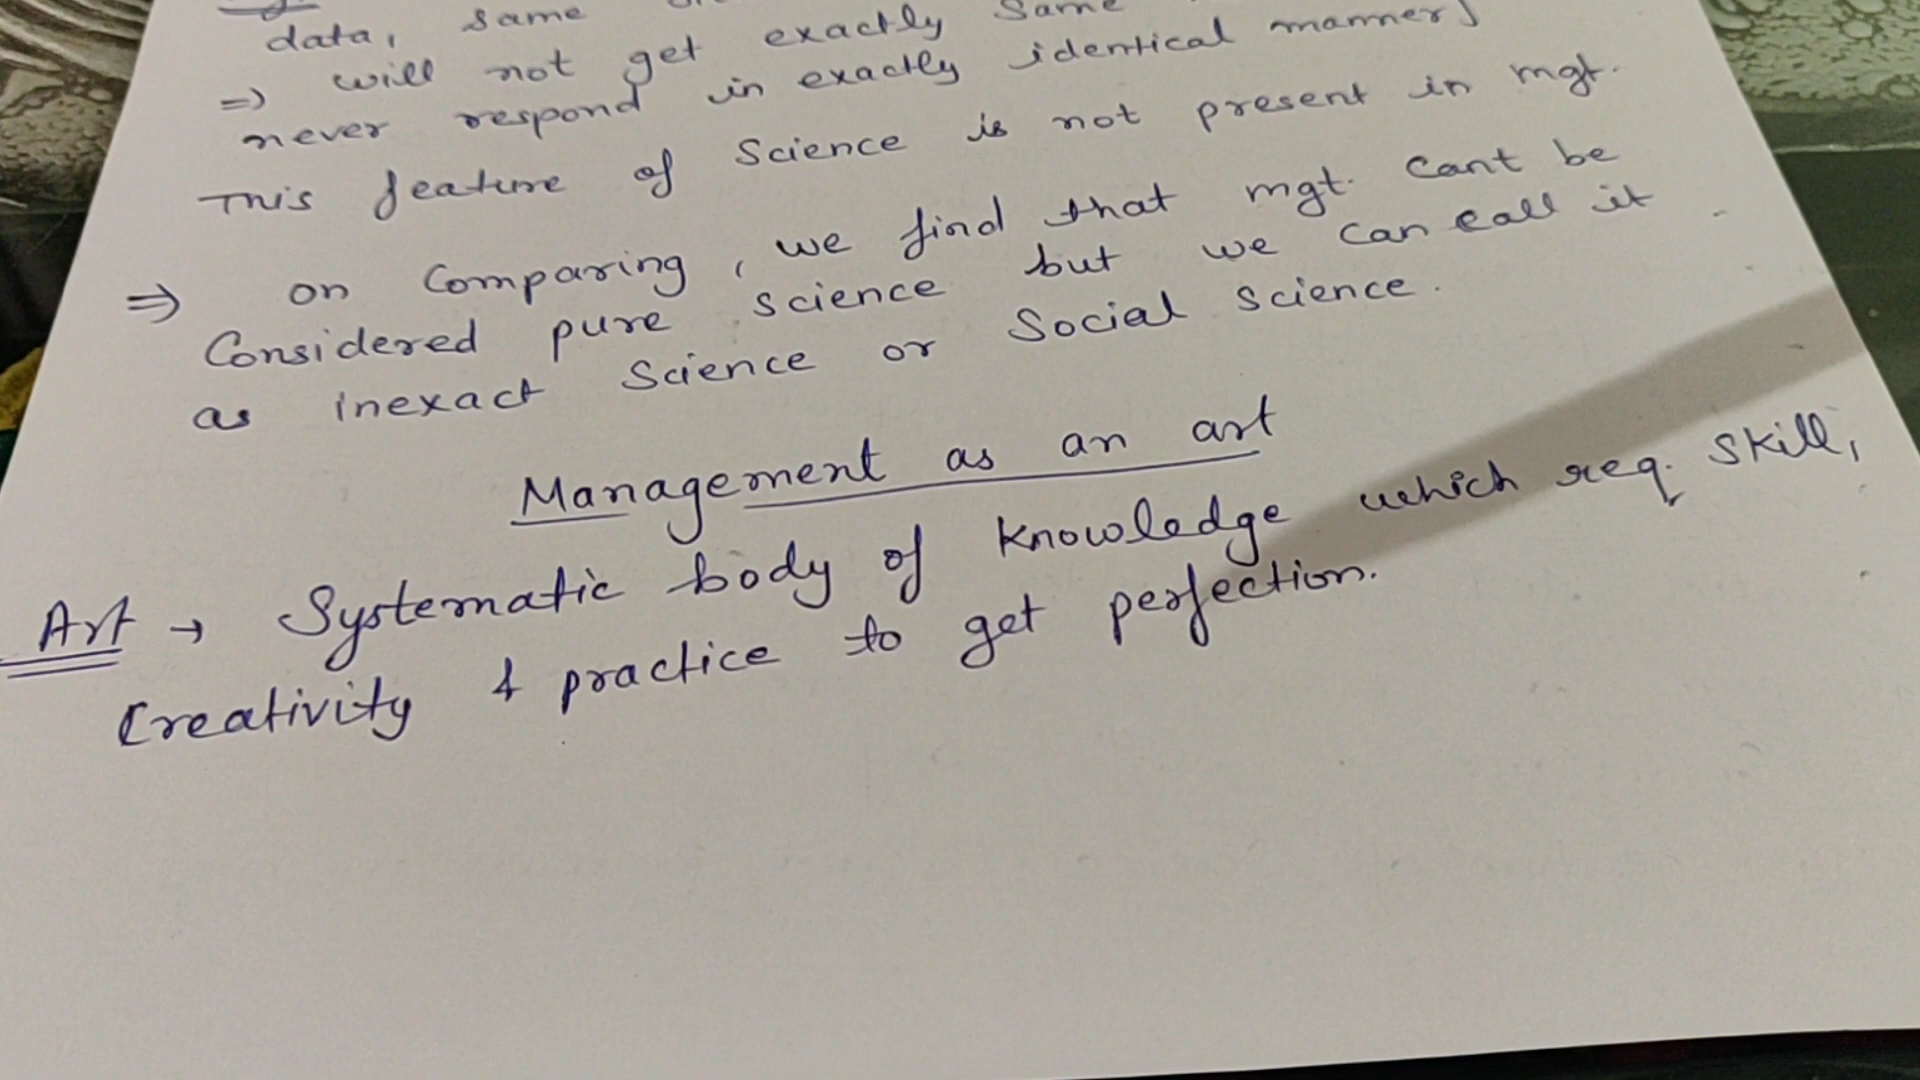 data, same
=> will not get exactly same
never respond in exactly identical manner]
This feature of Science is not present in mgt.
=> on Comparing, we find that mgt. Cant be
Considered pure science but we can call it
as inexact Science or Social Science.
Management as an art
Art → Systematic body of knowledge which req. skill,
Creativity & practice to get perfection.